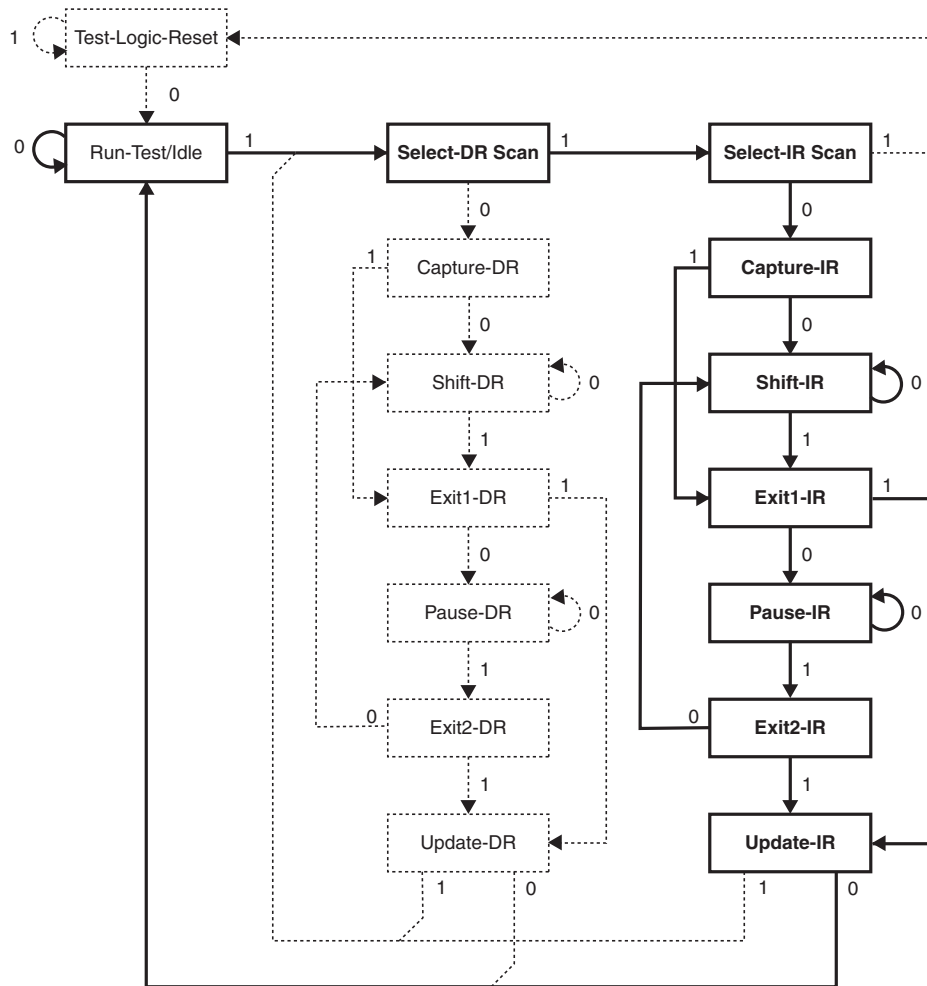 1 Test-Logic-Reset
0
0 Run-Test/Idle 1 Select-DR Scan 1 Select-IR Scan 1
0 0
1 Capture-DR 1 Capture-IR
0 0
Shift-DR 0 Shift-IR 0
1 1
Exit1-DR 1 Exit1-IR 1
0 0
Pause-DR 0 Pause-IR 0
1 1
0 Exit2-DR 0 Exit2-IR
1 1
Update-DR Update-IR
1 0 1 0